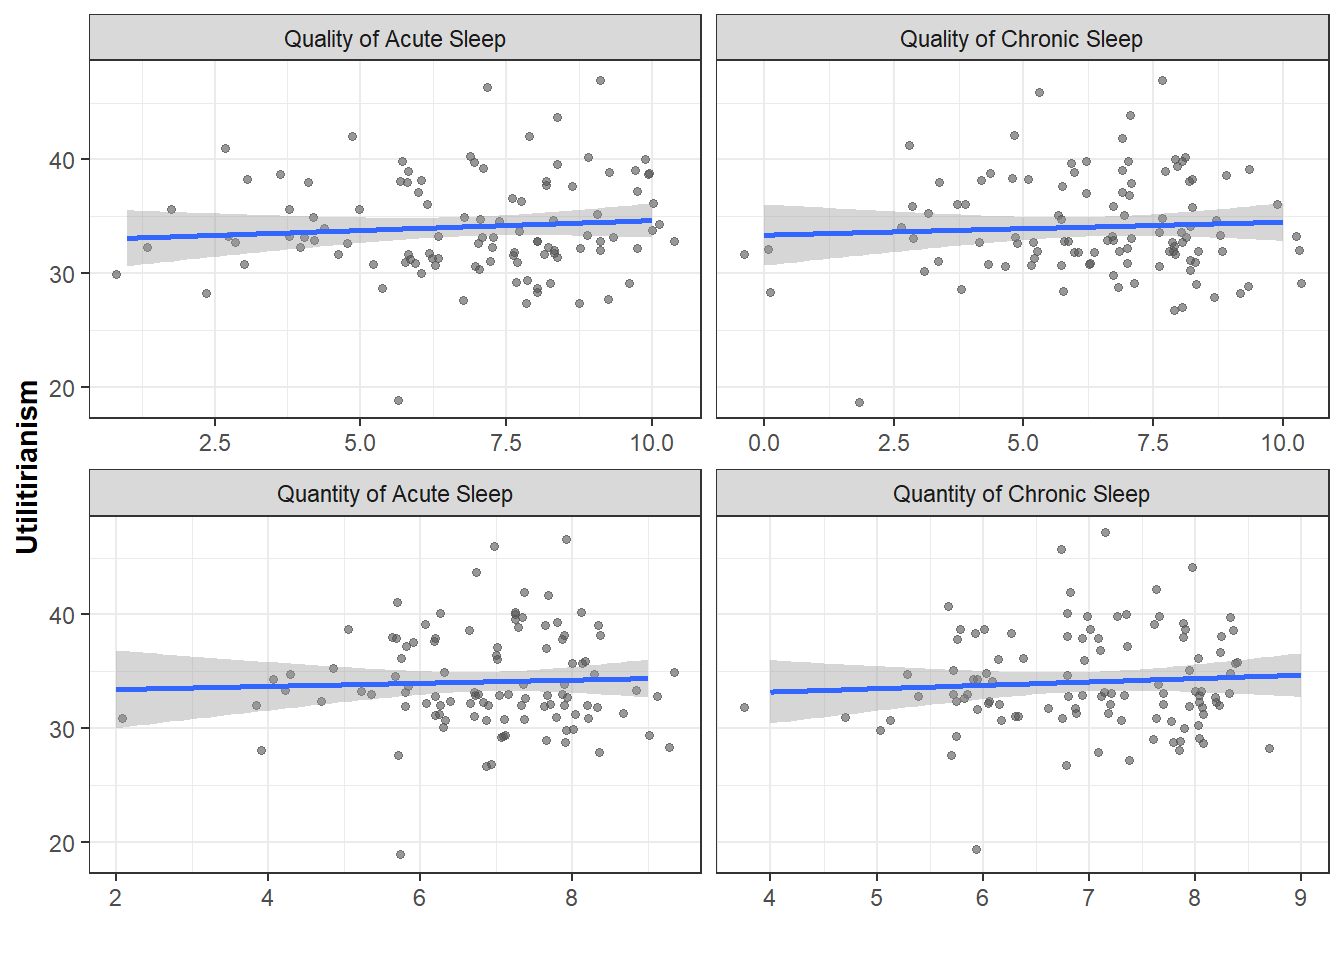 Quality of Acute Sleep
Quality of Chronic Sleep
40
30
20
2.5 5.0 7.5 10.0
0.0 2.5 5.0 7.5 10.0
Utilitirianism
Quantity of Acute Sleep
Quantity of Chronic Sleep
40
30
20
2 4 6 8
4 5 6 7 8 9